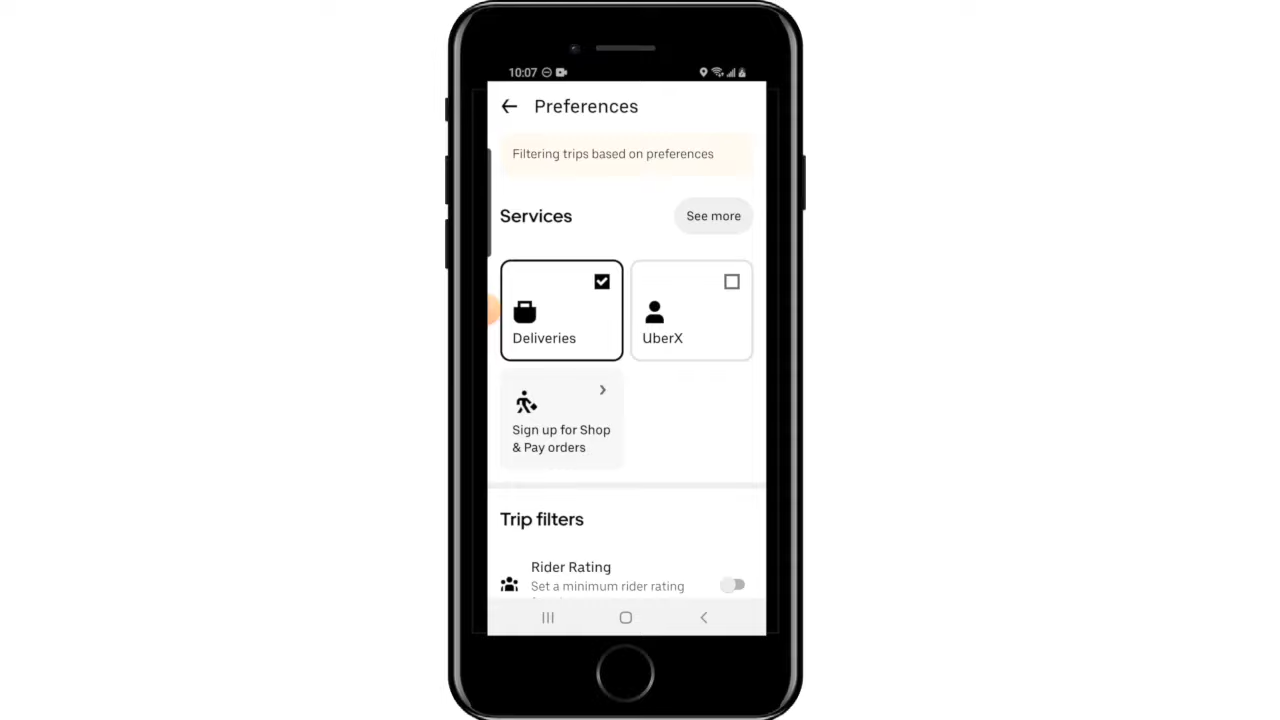 10:07
Preferences
Filtering trips based on preferences
Services
See more
Deliveries
UberX
Sign up for Shop
& Pay orders
Trip filters
Rider Rating
Set a minimum rider rating